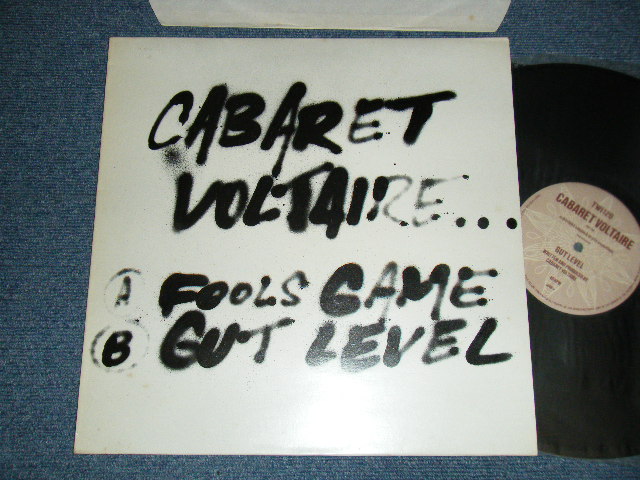 CABARET
VOLTAIRE...
A FOOLS GAME
B GUT LEVEL
CABARET VOLTAIRE
GUT LEVEL